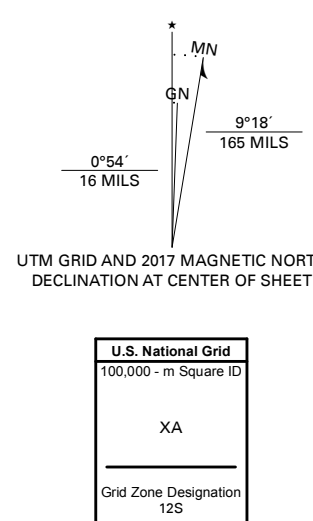 ★
MN
GN
9°18´
165 MILS
0°54´
16 MILS
UTM GRID AND 2017 MAGNETIC NORT
DECLINATION AT CENTER OF SHEET
U.S. National Grid
100,000 - m Square ID
XA
Grid Zone Designation
12S